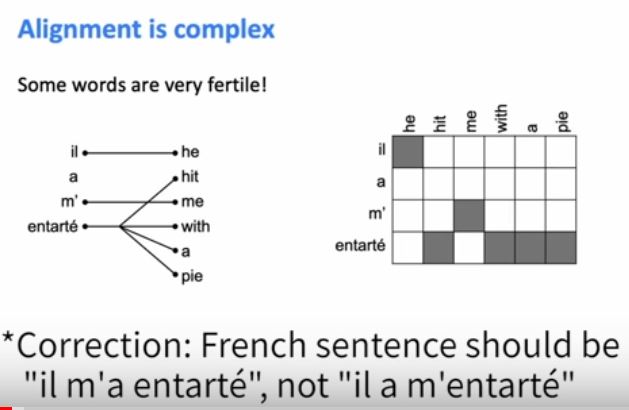 Alignment is complex
Some words are very fertile!
il he
a hit
m' me
entarté with
a
pie
he hit me with a pie
il
a
m'
entarté
*Correction: French sentence should be
"il m'a entarté", not "il a m'entarté"